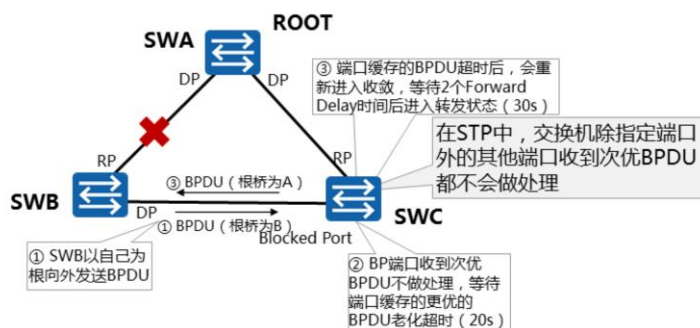 ROOT
SWA
DP
DP
③ 端口缓存的BPDU超时后，会重
新进入收敛，等待2个Forward
Delay时间后进入转发状态（30s）
在STP中，交换机除指定端口
外的其他端口收到次优BPDU
都不会做处理
RP
RP
③ BPDU（根桥为A）
SWB
SWC
DP
① BPDU（根桥为B）
Blocked Port
① SWB以自己为
根向外发送BPDU
② BP端口收到次优
BPDU不做处理，等待
端口缓存的更优的
BPDU老化超时（20s）